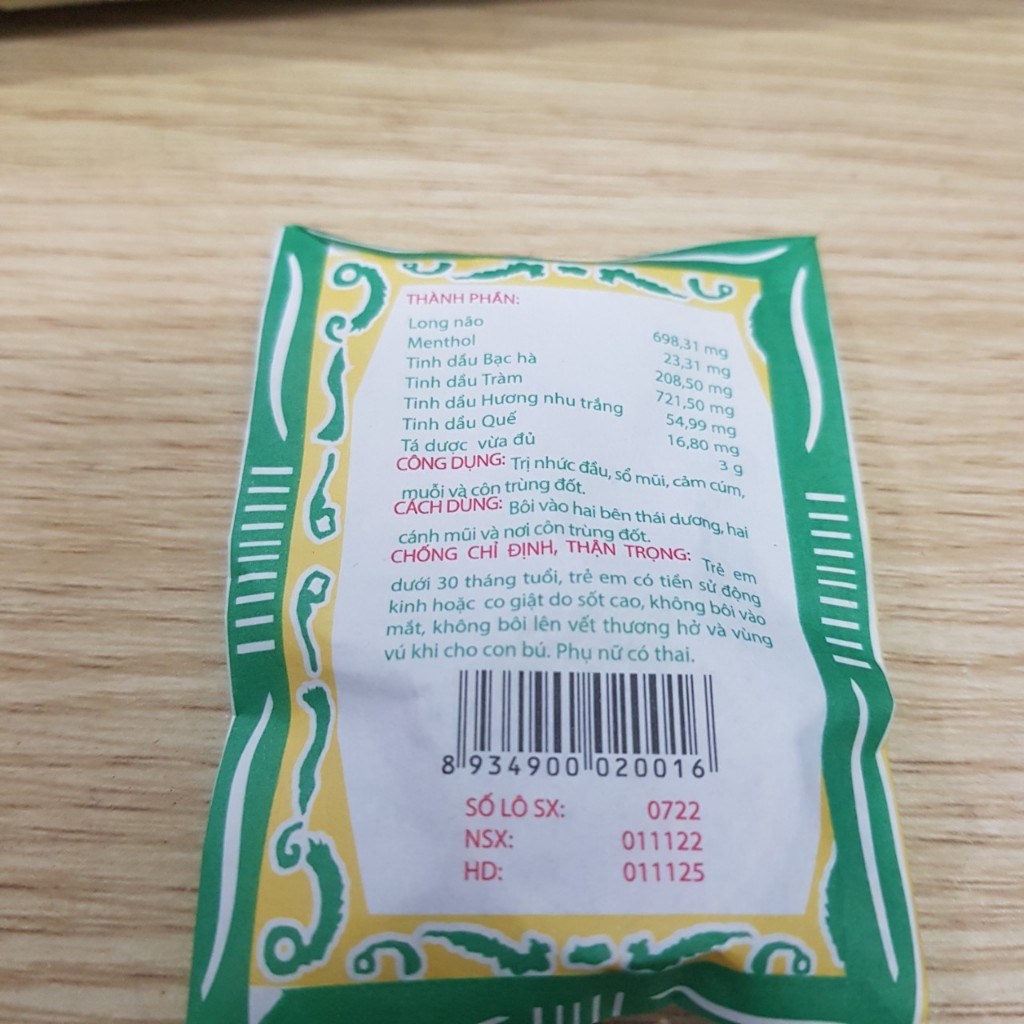 THÀNH PHẦN:
Long não 698,31 mg
Menthol 23,31 mg
Tinh dầu Bạc hà 208,50 mg
Tinh dầu Tràm 721,50 mg
Tinh dầu Hương nhu trắng 54,99 mg
Tinh dầu Quế 16,80 mg
Tá dược vừa đủ 3 g
CÔNG DỤNG: Trị nhức đầu, sổ mũi, cảm cúm,
muỗi và côn trùng đốt.
CÁCH DÙNG: Bôi vào hai bên thái dương, hai
cánh mũi và nơi côn trùng đốt.
CHỐNG CHỈ ĐỊNH, THẬN TRỌNG: Trẻ em
dưới 30 tháng tuổi, trẻ em có tiền sử động
kinh hoặc co giật do sốt cao, không bôi vào
mắt, không bôi lên vết thương hở và vùng
vú khi cho con bú. Phụ nữ có thai.
8 934900 020016
SỐ LÔ SX: 0722
NSX: 011122
HD: 011125